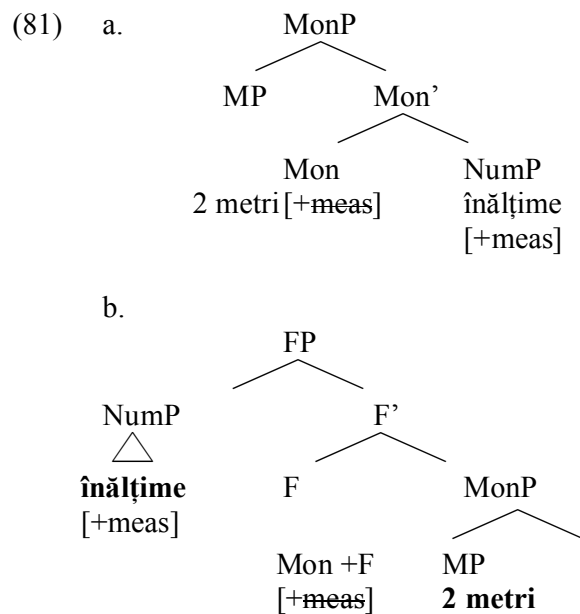 (81) a. MonP
MP Mon’
Mon NumP
2 metri [+meas] înălțime
[+meas]
b.
FP
NumP F’
înălțime F MonP
[+meas]
Mon +F MP
[+meas] 2 metri